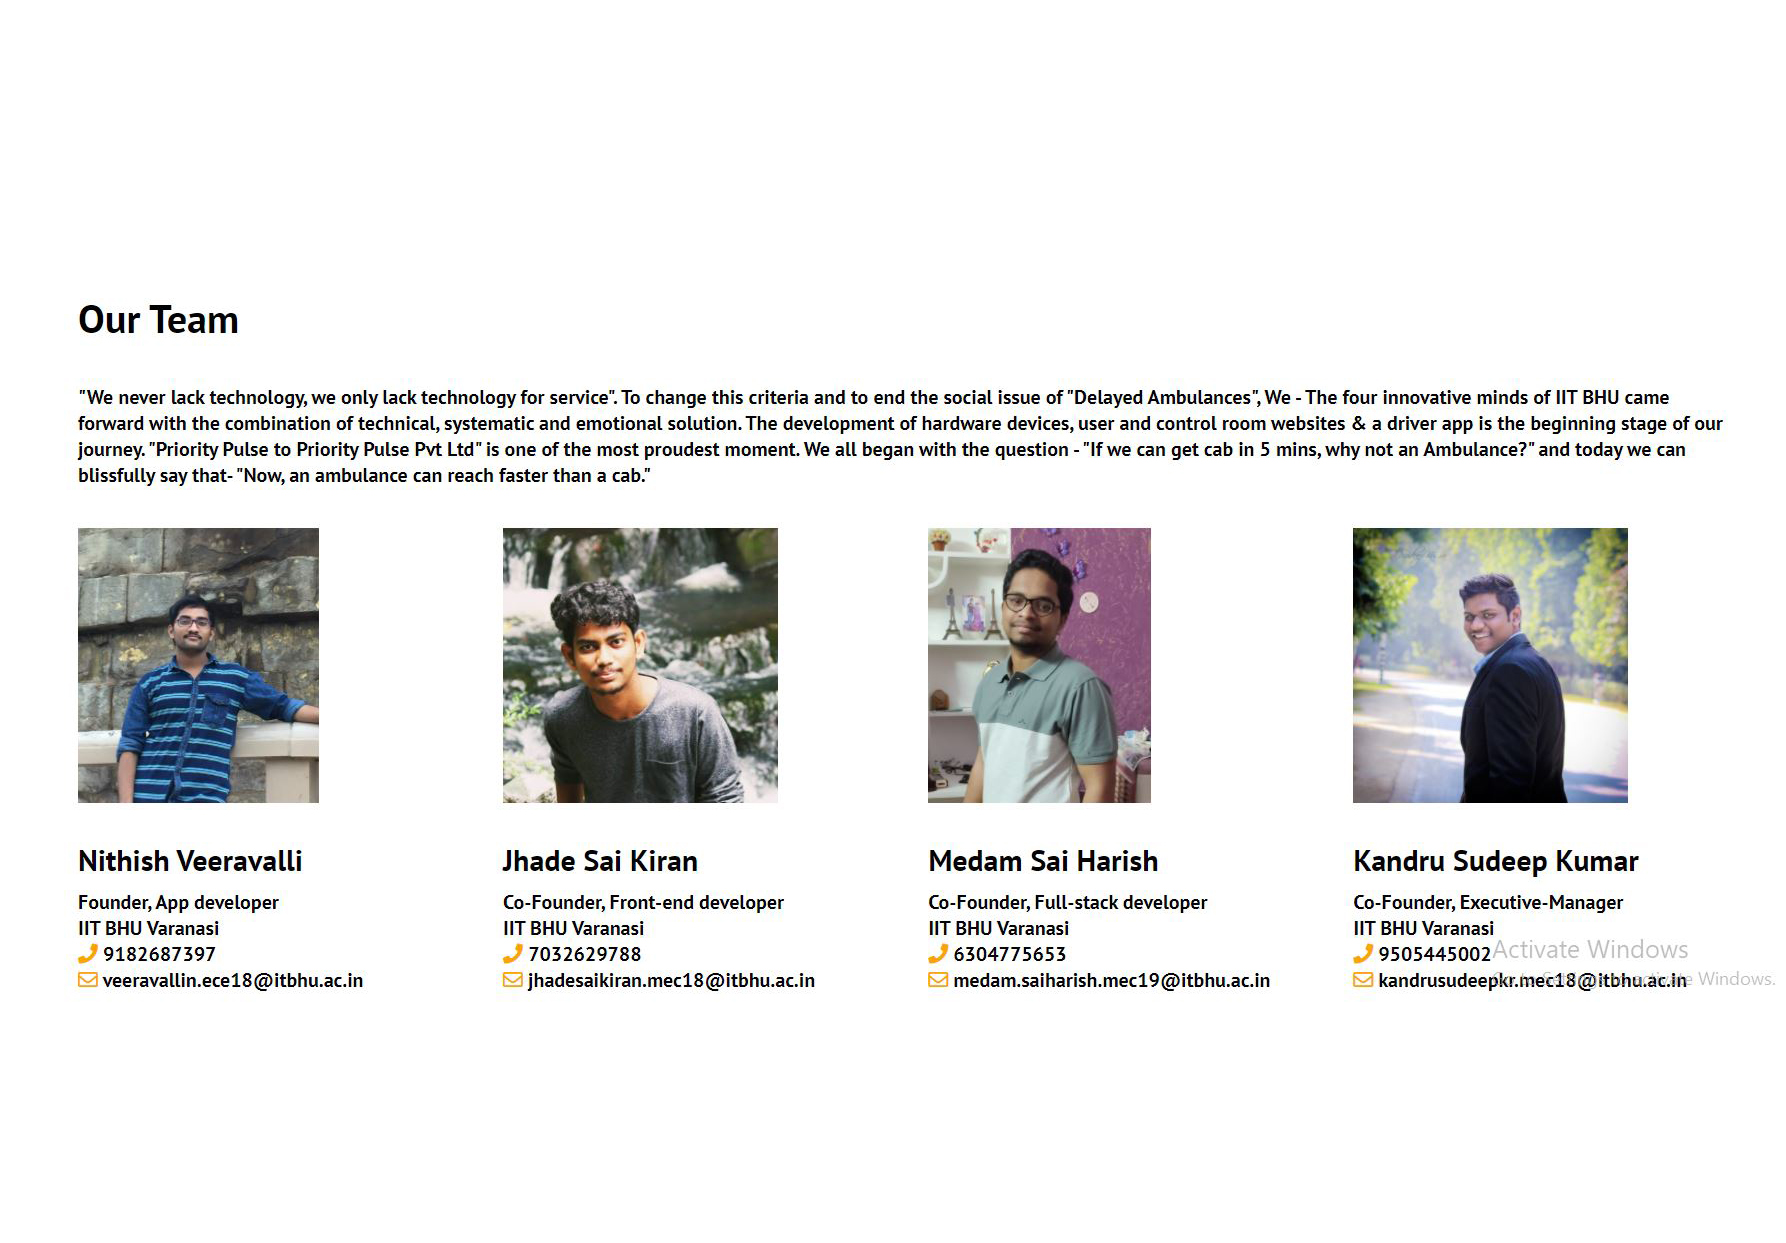 Our Team
"We never lack technology, we only lack technology for service". To change this criteria and to end the social issue of "Delayed Ambulances", We - The four innovative minds of IIT BHU came
forward with the combination of technical, systematic and emotional solution. The development of hardware devices, user and control room websites & a driver app is the beginning stage of our
journey. "Priority Pulse to Priority Pulse Pvt Ltd" is one of the most proudest moment. We all began with the question - "If we can get cab in 5 mins, why not an Ambulance?" and today we can
blissfully say that- "Now, an ambulance can reach faster than a cab."
Nithish Veeravalli
Founder, App developer
IIT BHU Varanasi
9182687397
veeravallin.ece18@itbhu.ac.in
Jhade Sai Kiran
Co-Founder, Front-end developer
IIT BHU Varanasi
7032629788
jhadesaikiran.mec18@itbhu.ac.in
Medam Sai Harish
Co-Founder, Full-stack developer
IIT BHU Varanasi
6304775653
medam.saiharish.mec19@itbhu.ac.in
Kandru Sudeep Kumar
Co-Founder, Executive-Manager
IIT BHU Varanasi
9505445002
kandrusudeepkr.mec18@itbhu.ac.in
Activate Windows
Go to Settings to activate Windows.